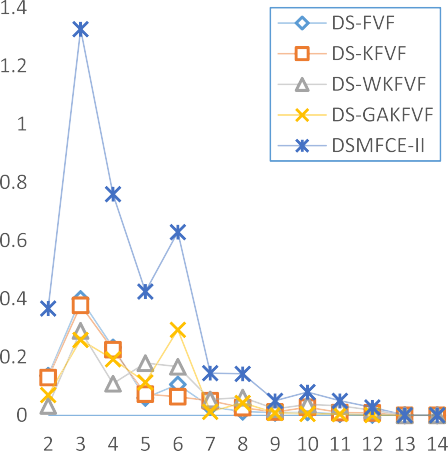 1.4
1.2
1
0.8
0.6
0.4
0.2
0
2 3 4 5 6 7 8 9 10 11 12 13 14
DS-FVF
DS-KFVF
DS-WKFVF
DS-GAKFVF
DSMFCE-II